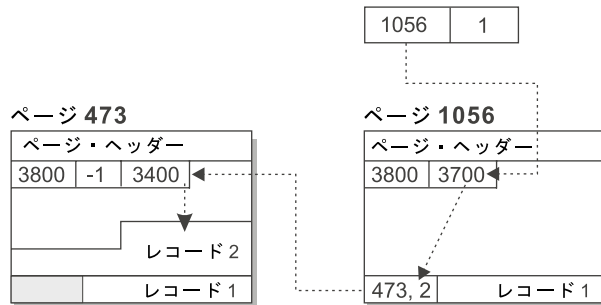 1056 1
ページ 473
ページ・ヘッダー
3800 -1 3400
レコード 2
レコード 1
ページ 1056
ページ・ヘッダー
3800 3700
473, 2 レコード 1